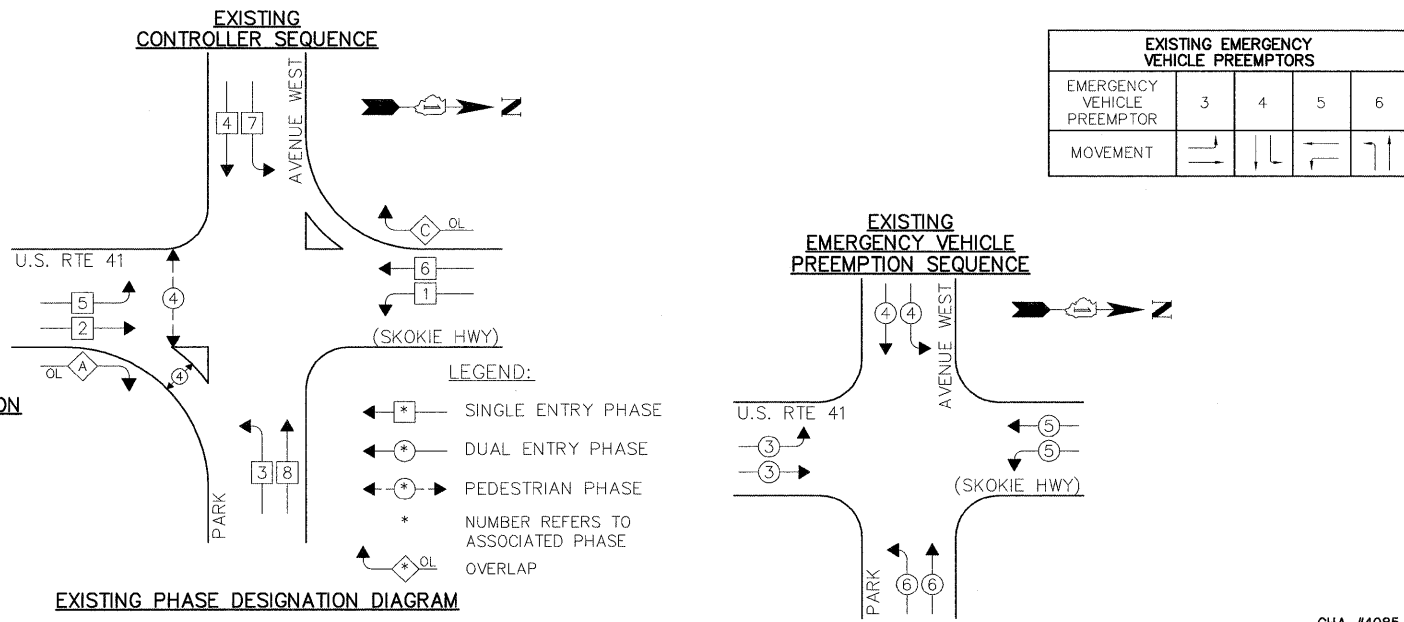 EXISTING
CONTROLLER SEQUENCE
4
7
AVENUE WEST
N
C
OL
U.S. RTE 41
6
1
5
4
2
(SKOKIE HWY)
OL
A
4
ON
3
8
PARK
LEGEND:
* SINGLE ENTRY PHASE
* DUAL ENTRY PHASE
* PEDESTRIAN PHASE
* NUMBER REFERS TO
ASSOCIATED PHASE
* OL OVERLAP
EXISTING PHASE DESIGNATION DIAGRAM
EXISTING EMERGENCY
VEHICLE PREEMPTORS
EMERGENCY
VEHICLE
PREEMPTOR
3
4
5
6
MOVEMENT
EXISTING
EMERGENCY VEHICLE
PREEMPTION SEQUENCE
4
4
AVENUE WEST
N
U.S. RTE 41
3
3
5
5
(SKOKIE HWY)
PARK
6
6